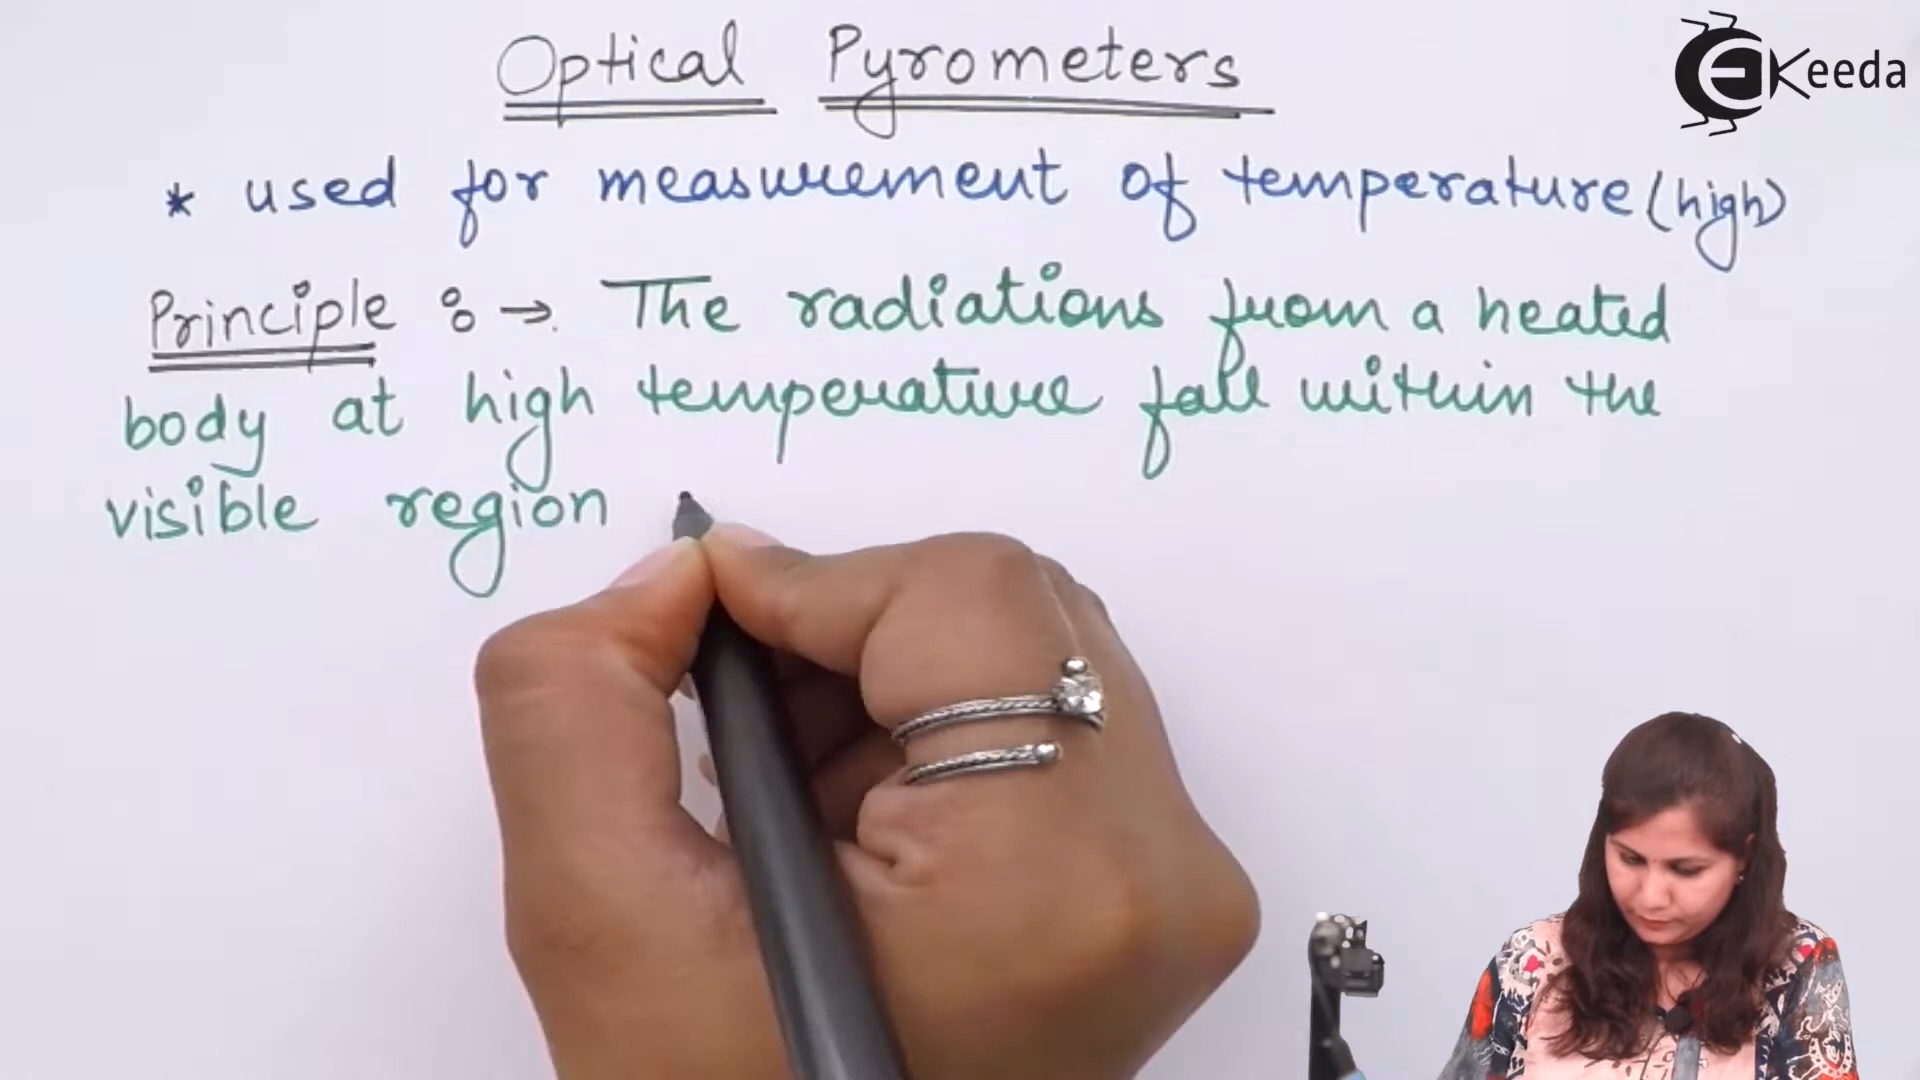 Optical Pyrometers
EKeeda
* used for measurement of temperature (high)
Principle : → The radiations from a heated
body at high temperature fall within the
visible region